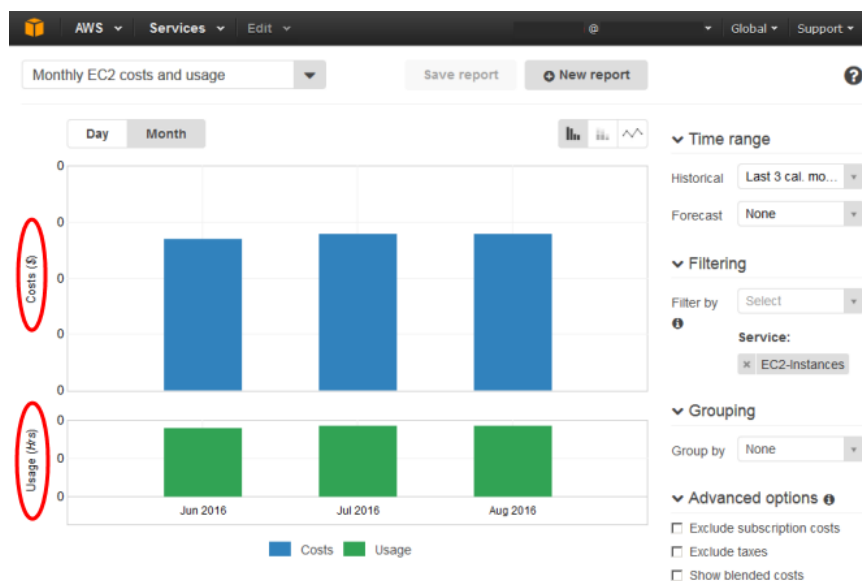 AWS Services Edit @ Global Support
Monthly EC2 costs and usage Save report New report
Day Month
Costs ($)
0
0
0
0
0
Usage (Hrs)
0
0
0
Jun 2016 Jul 2016 Aug 2016
Costs Usage
Time range
Historical Last 3 cal. mo...
Forecast None
Filtering
Filter by Select
Service:
× EC2-Instances
Grouping
Group by None
Advanced options
Exclude subscription costs
Exclude taxes
Show blended costs